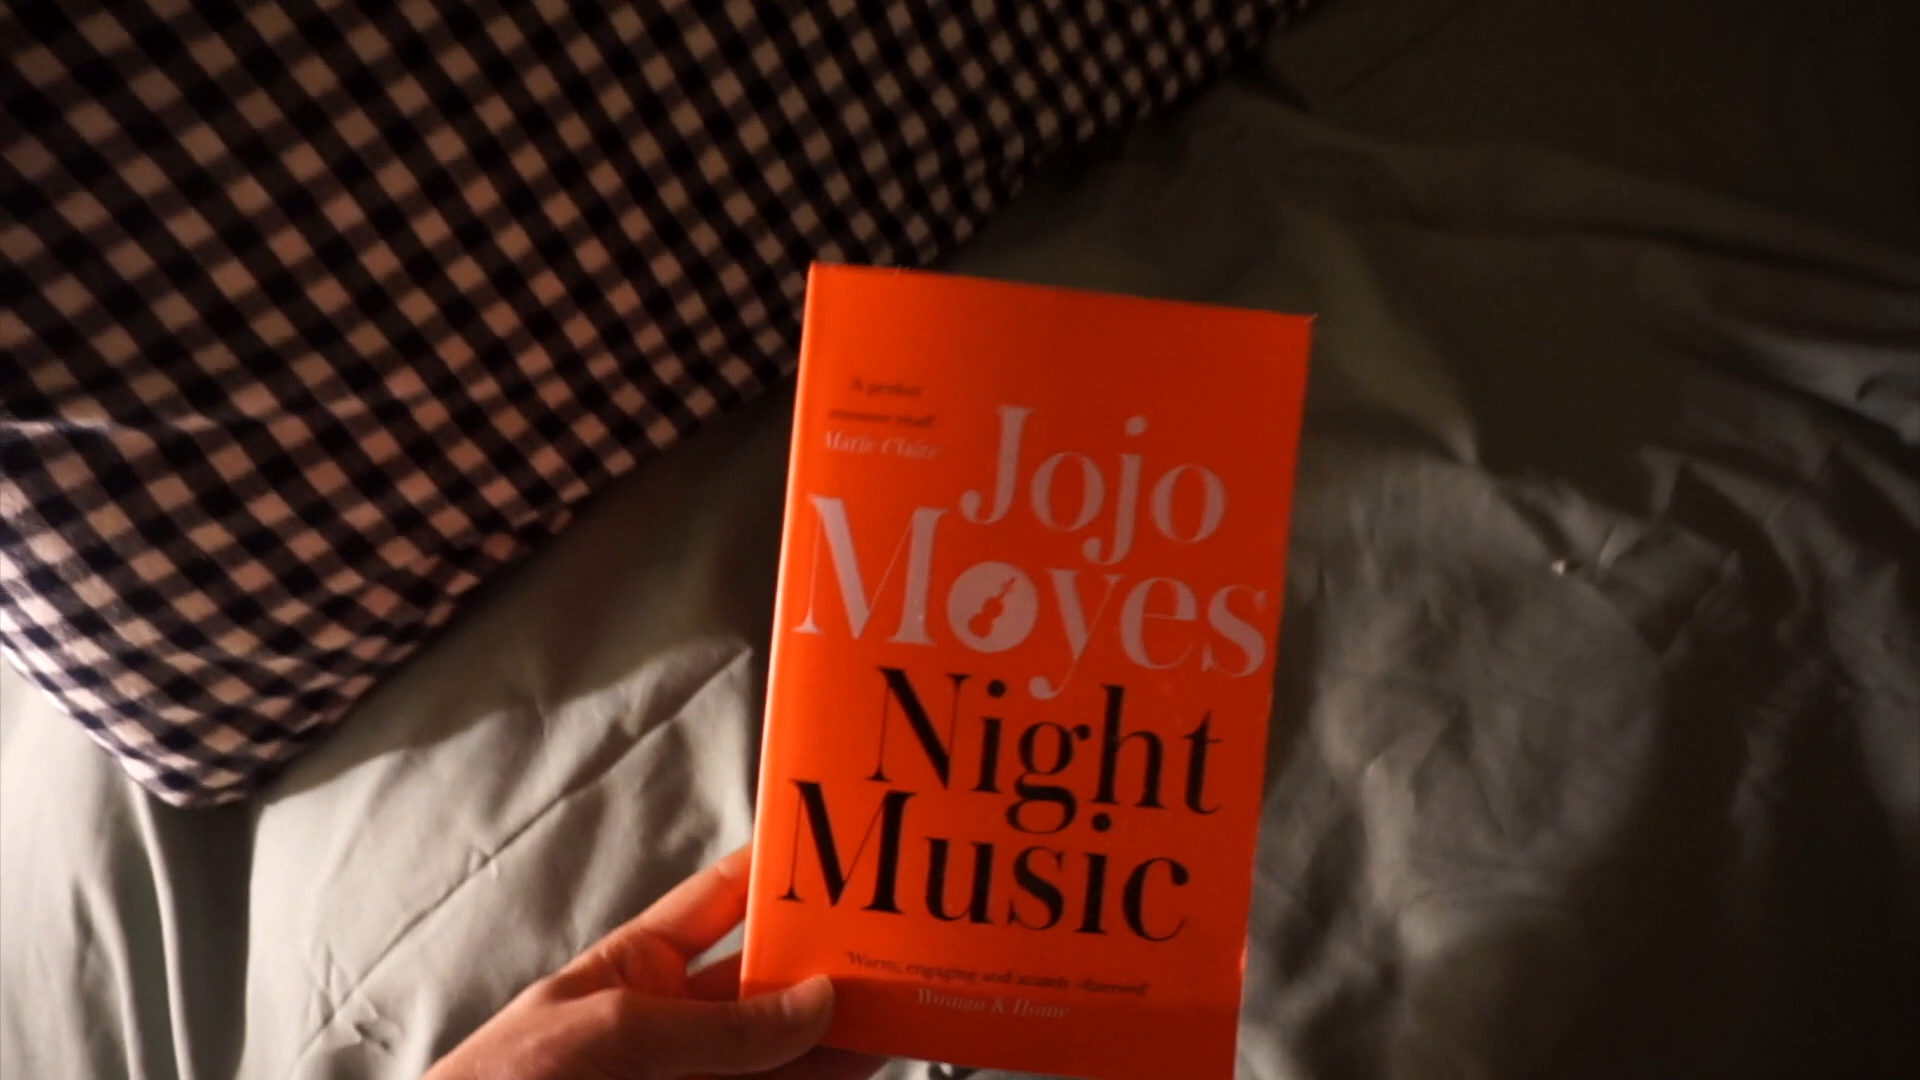 'A perfect
summer read'
Marie Claire
Jojo
Moyes
Night
Music
'Warm, engaging and acutely observed'
Woman & Home